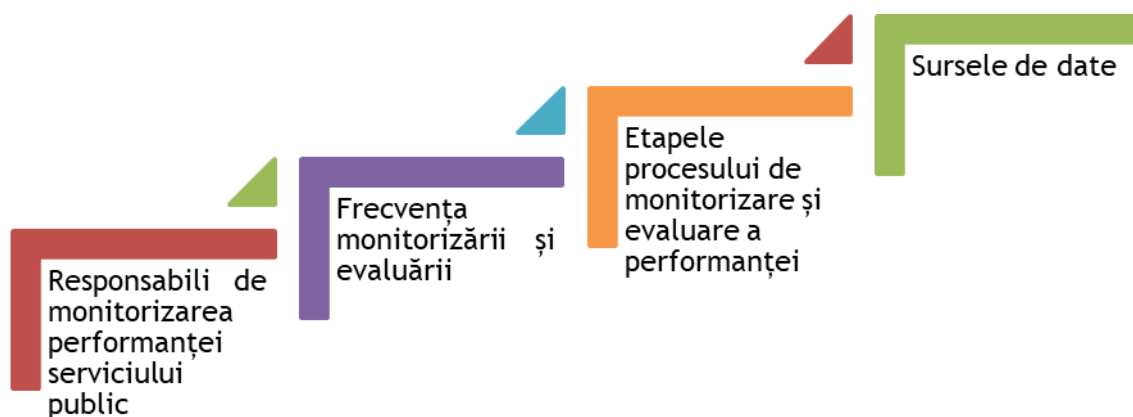 Responsabili de
monitorizarea
performanței
serviciului
public
Frecvența
monitorizării și
evaluării
Etapele
procesului de
monitorizare și
evaluare a
performanței
Sursele de date